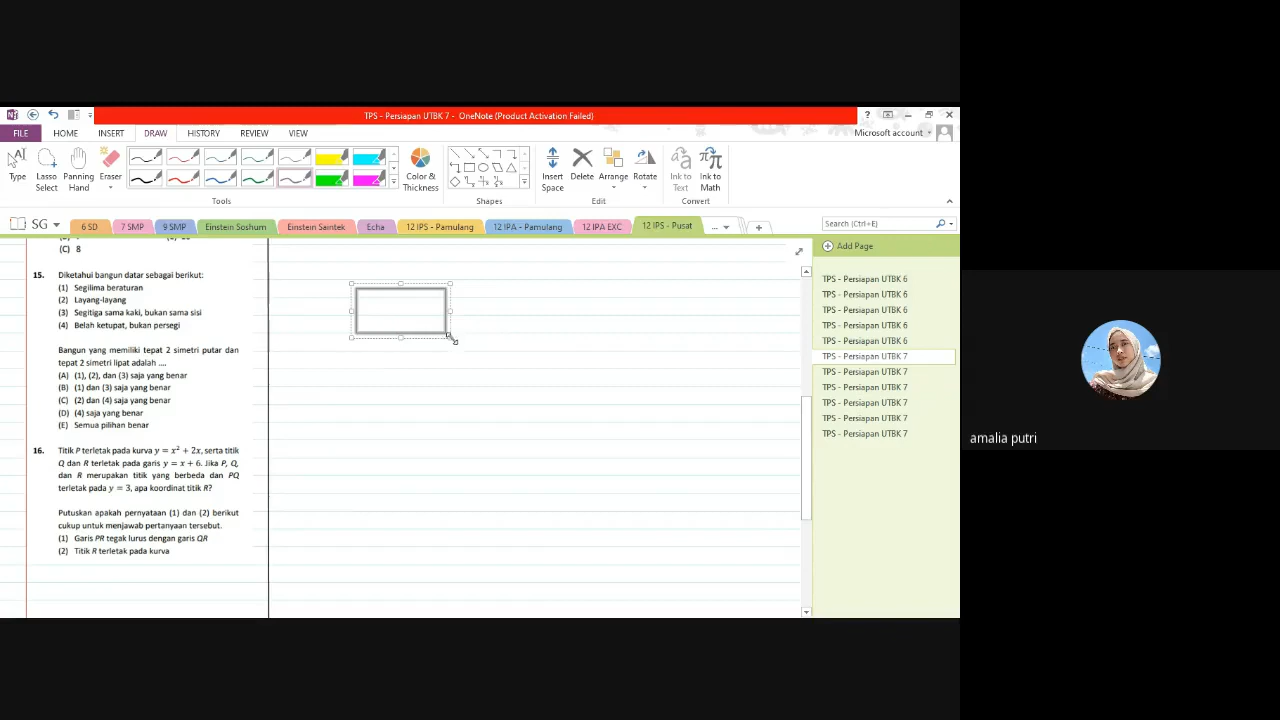 TPS - Persiapan UTBK 7 - OneNote (Product Activation Failed)
FILE HOME INSERT DRAW HISTORY REVIEW VIEW
Microsoft account
Type
Lasso Select
Panning Hand
Eraser
Color & Thickness
Insert Space
Delete
Arrange
Rotate
Ink to Text
Ink to Math
Tools
Shapes
Edit
Convert
SG
6 SD
7 SMP
9 SMP
Einstein Soshum
Einstein Saintek
Echa
12 IPS - Pamulang
12 IPA - Pamulang
12 IPA EXC
12 IPS - Pusat
...
Search (Ctrl+E)
Add Page
TPS - Persiapan UTBK 6
TPS - Persiapan UTBK 6
TPS - Persiapan UTBK 6
TPS - Persiapan UTBK 6
TPS - Persiapan UTBK 6
TPS - Persiapan UTBK 7
TPS - Persiapan UTBK 7
TPS - Persiapan UTBK 7
TPS - Persiapan UTBK 7
TPS - Persiapan UTBK 7
TPS - Persiapan UTBK 7
(C) 8
15. Diketahui bangun datar sebagai berikut:
(1) Segilima beraturan
(2) Layang-layang
(3) Segitiga sama kaki, bukan sama sisi
(4) Belah ketupat, bukan persegi
Bangun yang memiliki tepat 2 simetri putar dan
tepat 2 simetri lipat adalah ....
(A) (1), (2), dan (3) saja yang benar
(B) (1) dan (3) saja yang benar
(C) (2) dan (4) saja yang benar
(D) (4) saja yang benar
(E) Semua pilihan benar
16. Titik P terletak pada kurva y = x² + 2x, serta titik
Q dan R terletak pada garis y = x + 6. Jika P, Q,
dan R merupakan titik yang berbeda dan PQ
terletak pada y = 3, apa koordinat titik R?
Putuskan apakah pernyataan (1) dan (2) berikut
cukup untuk menjawab pertanyaan tersebut.
(1) Garis PR tegak lurus dengan garis QR
(2) Titik R terletak pada kurva
amalia putri